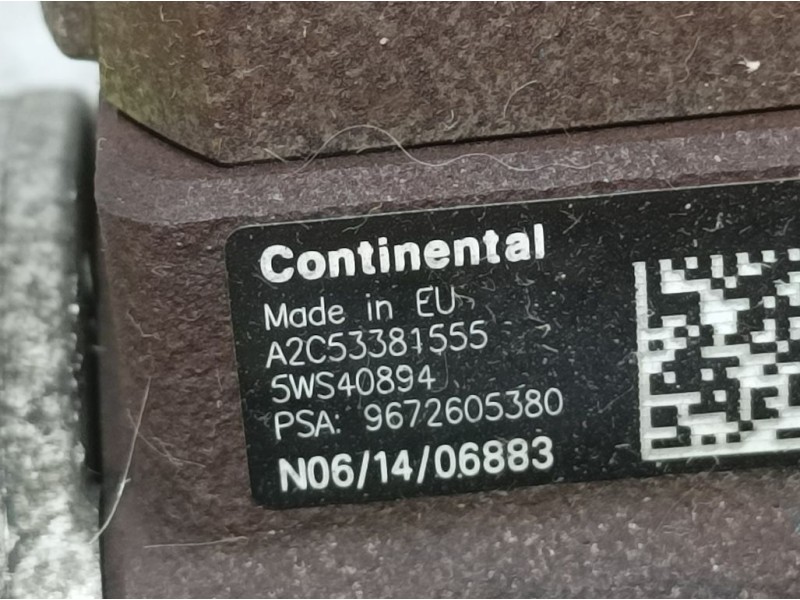 Continental
Made in EU
A2C53381555
5WS40894
PSA: 9672605380
N06/14/06883